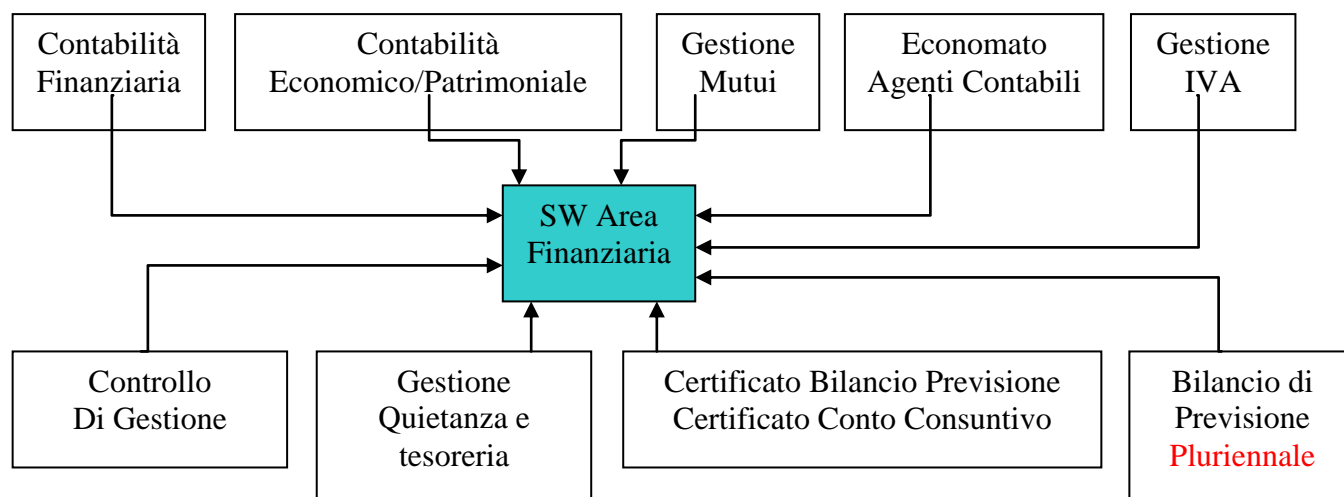 Contabilità
Finanziaria
Contabilità
Economico/Patrimoniale
Gestione
Mutui
Economato
Agenti Contabili
Gestione
IVA
SW Area
Finanziaria
Controllo
Di Gestione
Gestione
Quietanza e
tesoreria
Certificato Bilancio Previsione
Certificato Conto Consuntivo
Bilancio di
Previsione
Pluriennale